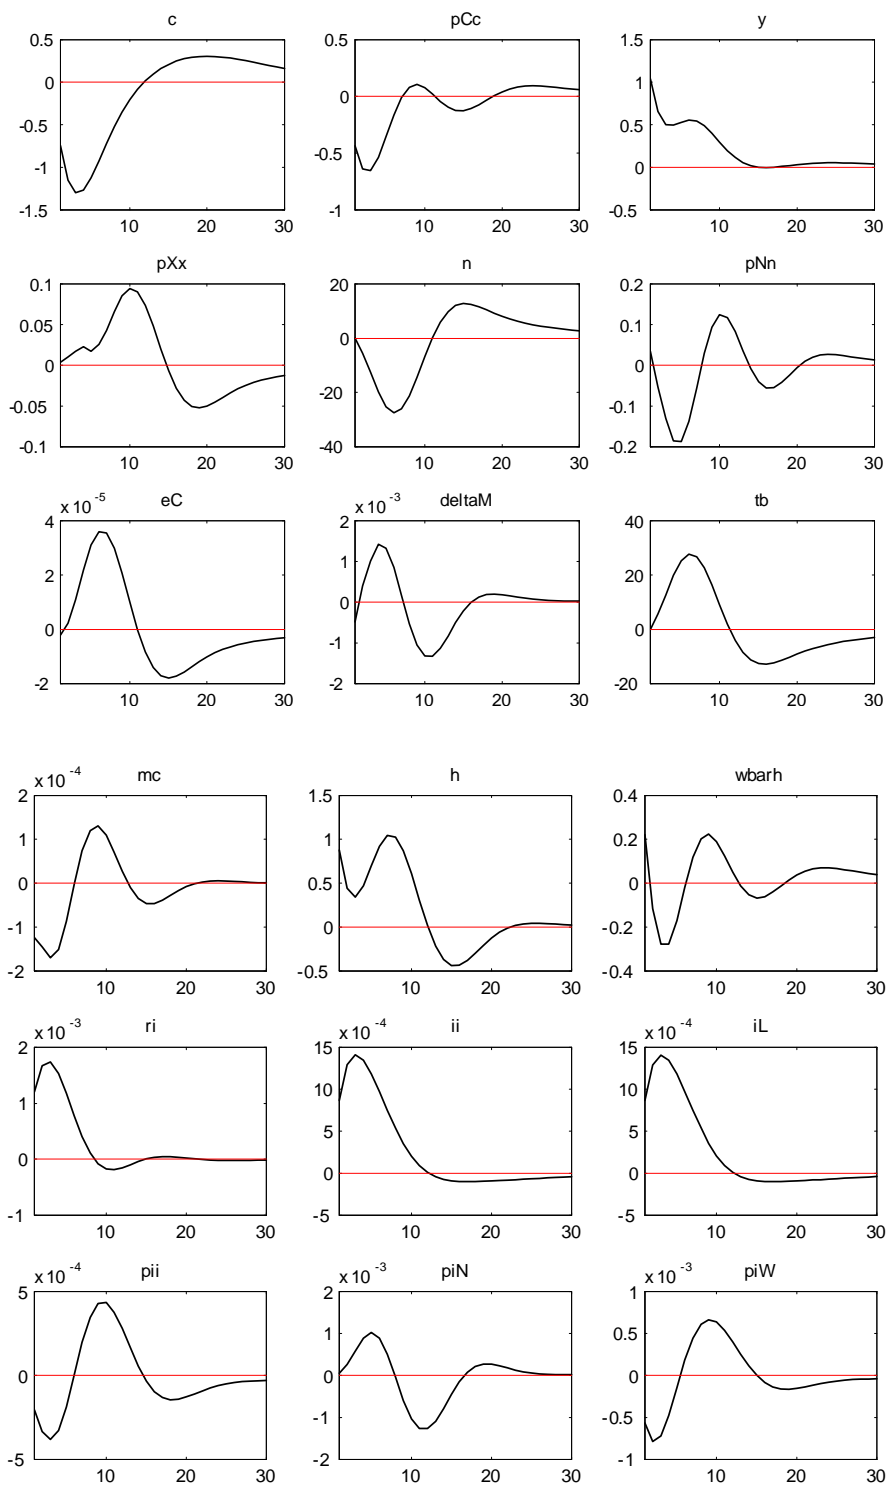 c pCc y
0.5 0.5 1.5
0 0 1
-0.5 -0.5 0.5
-1 0
-1.5 -1 -0.5
10 20 30 10 20 30 10 20 30
pXx n pNn
0.1 20 0.2
0.05 0 0.1
0 0
-0.05 -20 -0.1
-0.1 -40 -0.2
10 20 30 10 20 30 10 20 30
x 10 -5 eC x 10 -3 deltaM tb
4 2 40
2 1 20
0 0 0
-1
-2 -2 -20
10 20 30 10 20 30 10 20 30
x 10 -4 mc h wbarh
2 1.5 0.4
1 1 0.2
0 0.5 0
-1 0 -0.2
-2 -0.5 -0.4
10 20 30 10 20 30 10 20 30
x 10 -3 ri x 10 -4 ii x 10 -4 iL
2 15 15
1 10 10
5 5
0 0 0
-1 -5 -5
10 20 30 10 20 30 10 20 30
x 10 -4 pii x 10 -3 piN x 10 -3 piW
5 2 1
1 0.5
0 0 0
-1 -0.5
-5 -2 -1
10 20 30 10 20 30 10 20 30